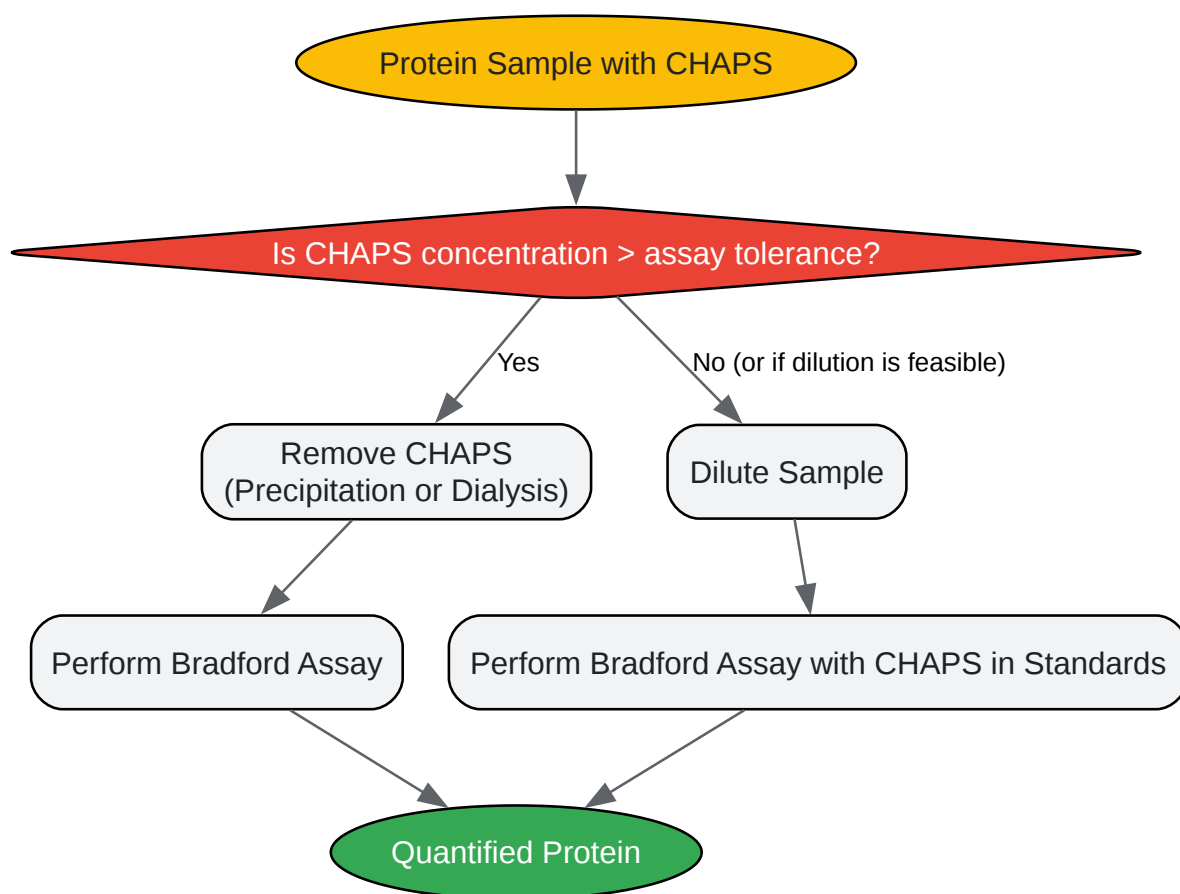 Protein Sample with CHAPS
Is CHAPS concentration > assay tolerance?
Yes
No (or if dilution is feasible)
Remove CHAPS
(Precipitation or Dialysis)
Dilute Sample
Perform Bradford Assay
Perform Bradford Assay with CHAPS in Standards
Quantified Protein